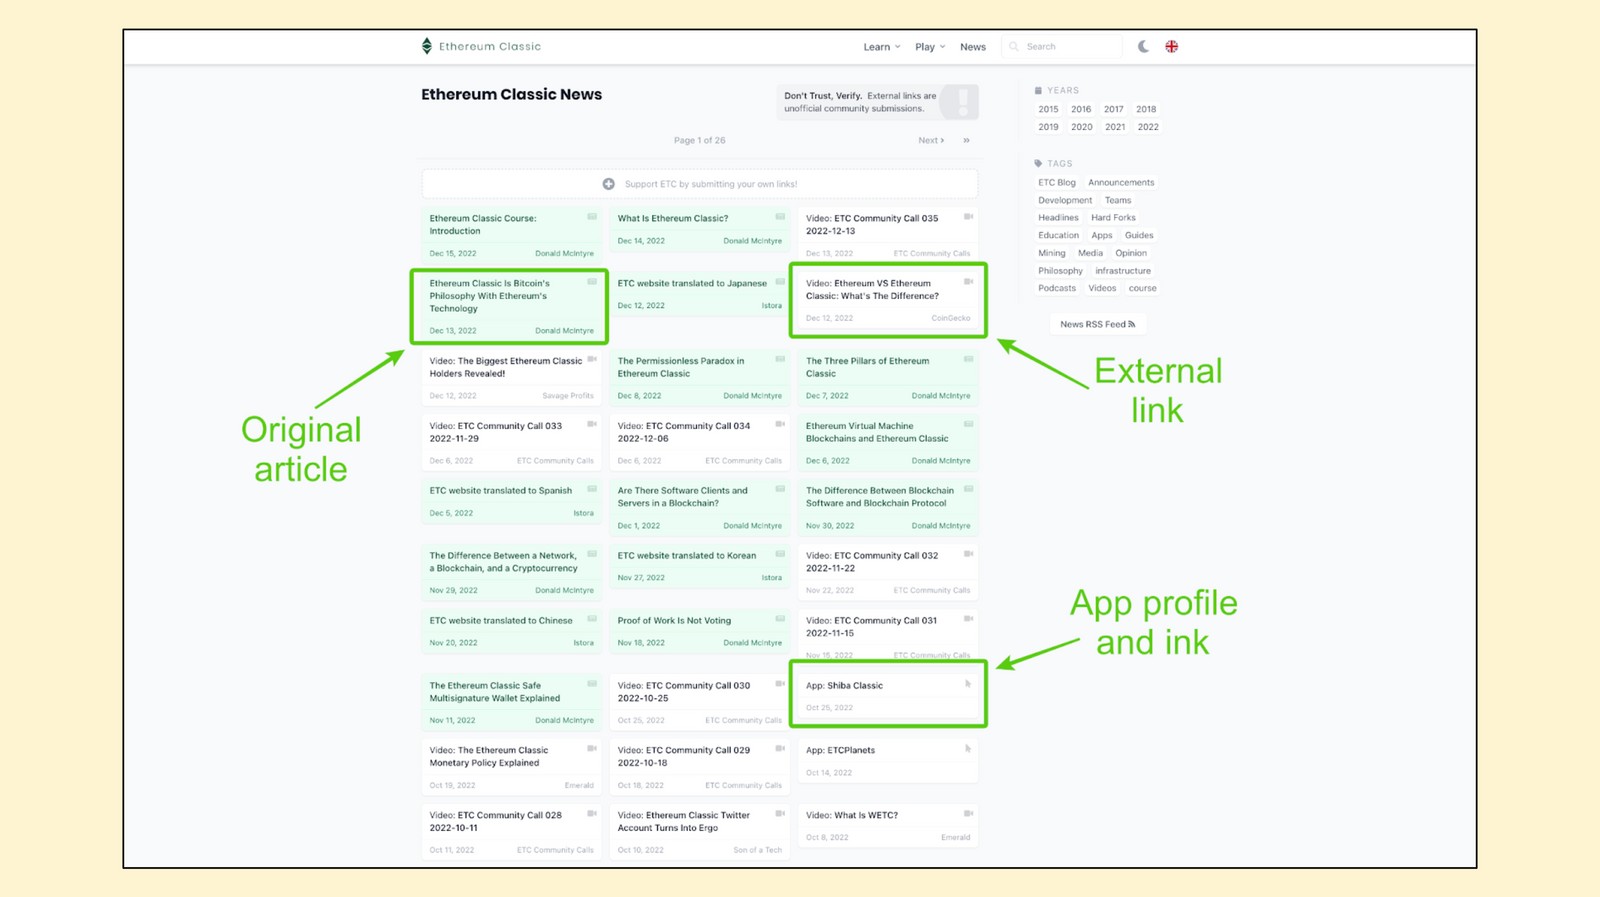 Ethereum Classic
Learn
Play
News
Search
Ethereum Classic News
Don't Trust, Verify. External links are
unofficial community submissions.
Page 1 of 26
Next ›
»
Support ETC by submitting your own links!
Ethereum Classic Course:
Introduction
Dec 15, 2022
Donald McIntyre
What Is Ethereum Classic?
Dec 14, 2022
Donald McIntyre
Video: ETC Community Call 035
2022-12-13
Dec 13, 2022
ETC Community Calls
Ethereum Classic Is Bitcoin's
Philosophy With Ethereum's
Technology
Dec 13, 2022
Donald McIntyre
ETC website translated to Japanese
Dec 12, 2022
Istora
Video: Ethereum VS Ethereum
Classic: What's The Difference?
Dec 12, 2022
CoinGecko
Video: The Biggest Ethereum Classic
Holders Revealed!
Dec 12, 2022
Savage Profits
The Permissionless Paradox in
Ethereum Classic
Dec 8, 2022
Donald McIntyre
The Three Pillars of Ethereum
Classic
Dec 7, 2022
Donald McIntyre
Video: ETC Community Call 033
2022-11-29
Dec 6, 2022
ETC Community Calls
Video: ETC Community Call 034
2022-12-06
Dec 6, 2022
ETC Community Calls
Ethereum Virtual Machine
Blockchains and Ethereum Classic
Dec 6, 2022
Donald McIntyre
ETC website translated to Spanish
Dec 5, 2022
Istora
Are There Software Clients and
Servers in a Blockchain?
Dec 1, 2022
Donald McIntyre
The Difference Between Blockchain
Software and Blockchain Protocol
Nov 30, 2022
Donald McIntyre
The Difference Between a Network,
a Blockchain, and a Cryptocurrency
Nov 29, 2022
Donald McIntyre
ETC website translated to Korean
Nov 27, 2022
Istora
Video: ETC Community Call 032
2022-11-22
Nov 22, 2022
ETC Community Calls
ETC website translated to Chinese
Nov 20, 2022
Istora
Proof of Work Is Not Voting
Nov 18, 2022
Donald McIntyre
Video: ETC Community Call 031
2022-11-15
Nov 15, 2022
ETC Community Calls
The Ethereum Classic Safe
Multisignature Wallet Explained
Nov 11, 2022
Donald McIntyre
Video: ETC Community Call 030
2022-10-25
Oct 25, 2022
ETC Community Calls
App: Shiba Classic
Oct 25, 2022
Video: The Ethereum Classic
Monetary Policy Explained
Oct 19, 2022
Emerald
Video: ETC Community Call 029
2022-10-18
Oct 18, 2022
ETC Community Calls
App: ETCPlanets
Oct 14, 2022
Video: ETC Community Call 028
2022-10-11
Oct 11, 2022
ETC Community Calls
Video: Ethereum Classic Twitter
Account Turns Into Ergo
Oct 10, 2022
Son of a Tech
Video: What Is WETC?
Oct 8, 2022
Emerald
YEARS
2015 2016 2017 2018
2019 2020 2021 2022
TAGS
ETC Blog Announcements
Development Teams
Headlines Hard Forks
Education Apps Guides
Mining Media Opinion
Philosophy infrastructure
Podcasts Videos course
News RSS Feed
Original
article
External
link
App profile
and ink